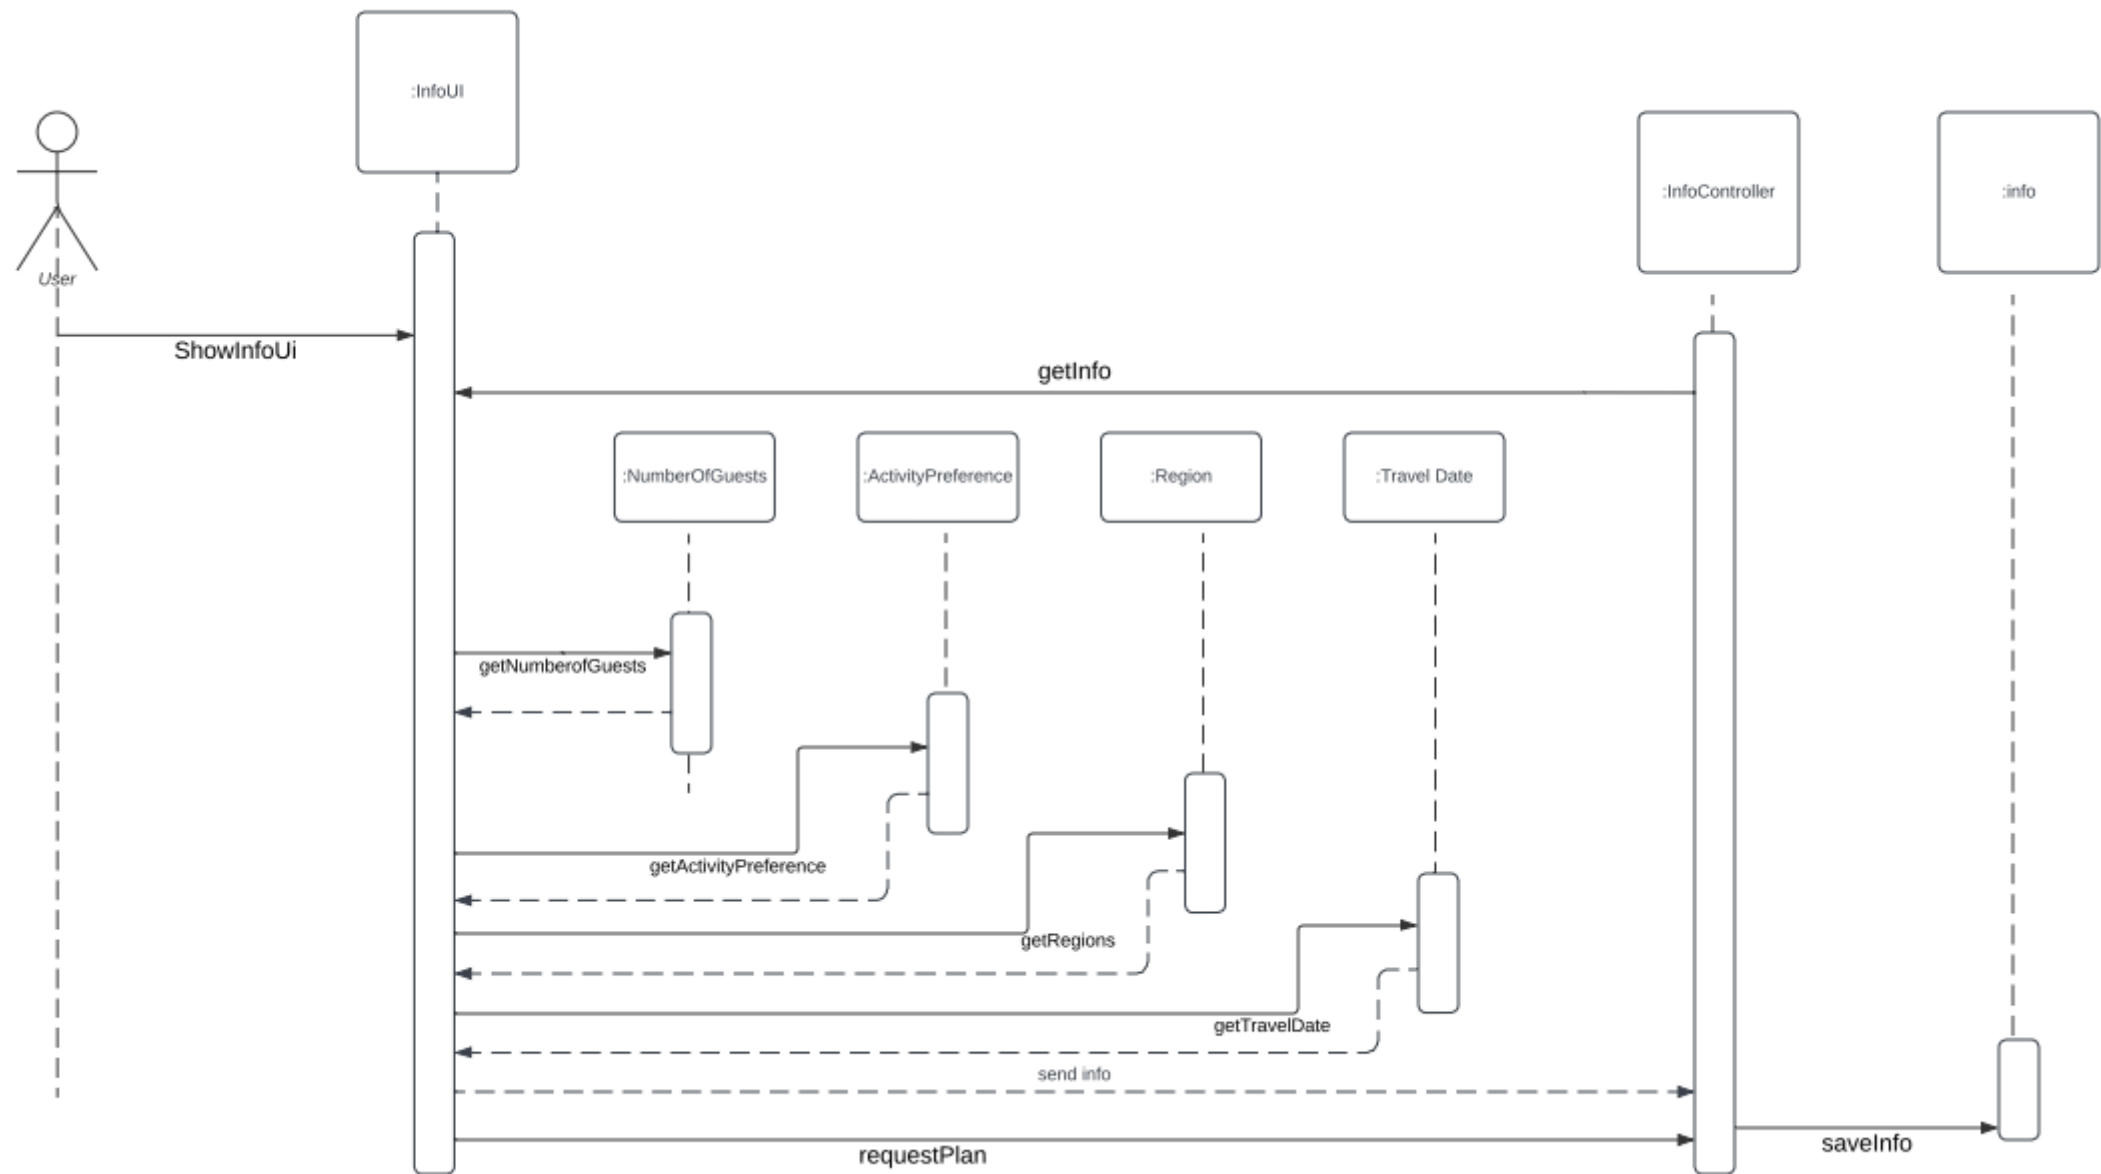 :InfoUI
:InfoController
:info
User
ShowInfoUi
getInfo
:NumberOfGuests
:ActivityPreference
:Region
:Travel Date
getNumberofGuests
getActivityPreference
getRegions
getTravelDate
send info
saveInfo
requestPlan